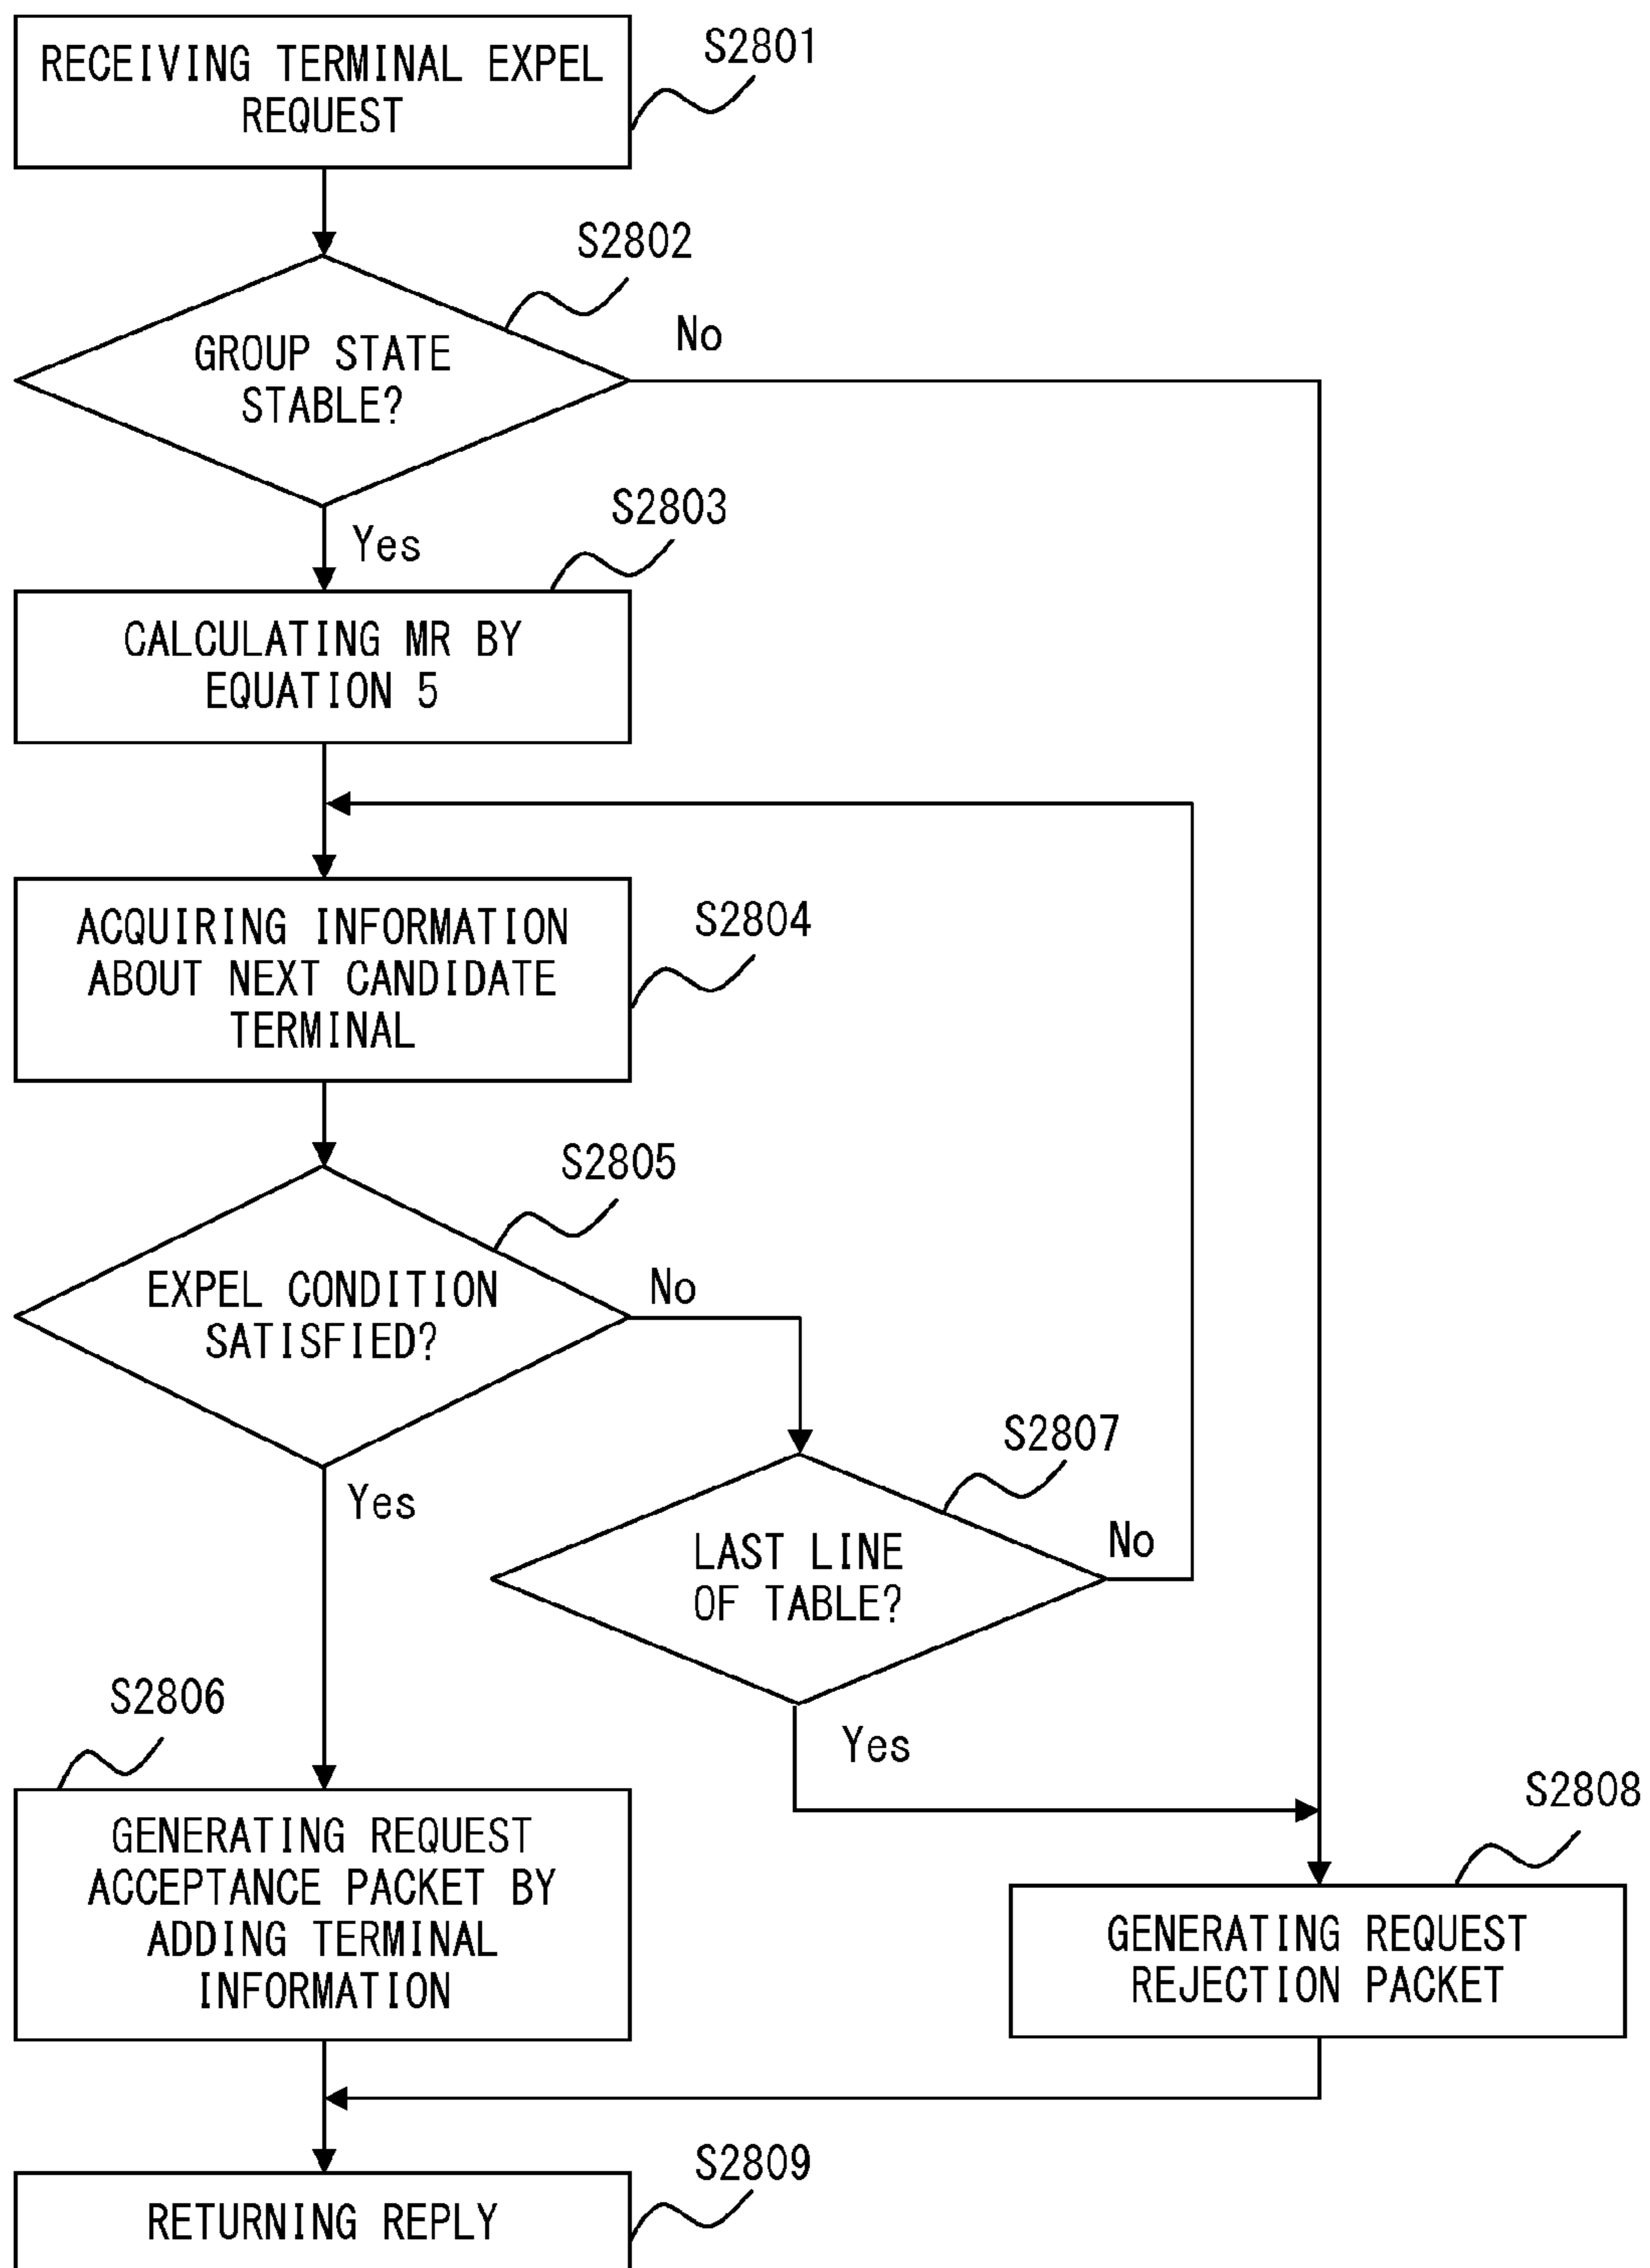 RECEIVING TERMINAL EXPEL
REQUEST
S2801
S2802
GROUP STATE
STABLE?
No
Yes
S2803
CALCULATING MR BY
EQUATION 5
ACQUIRING INFORMATION
ABOUT NEXT CANDIDATE
TERMINAL
S2804
S2805
EXPEL CONDITION
SATISFIED?
No
Yes
S2807
LAST LINE
OF TABLE?
No
Yes
S2806
GENERATING REQUEST
ACCEPTANCE PACKET BY
ADDING TERMINAL
INFORMATION
S2808
GENERATING REQUEST
REJECTION PACKET
S2809
RETURNING REPLY